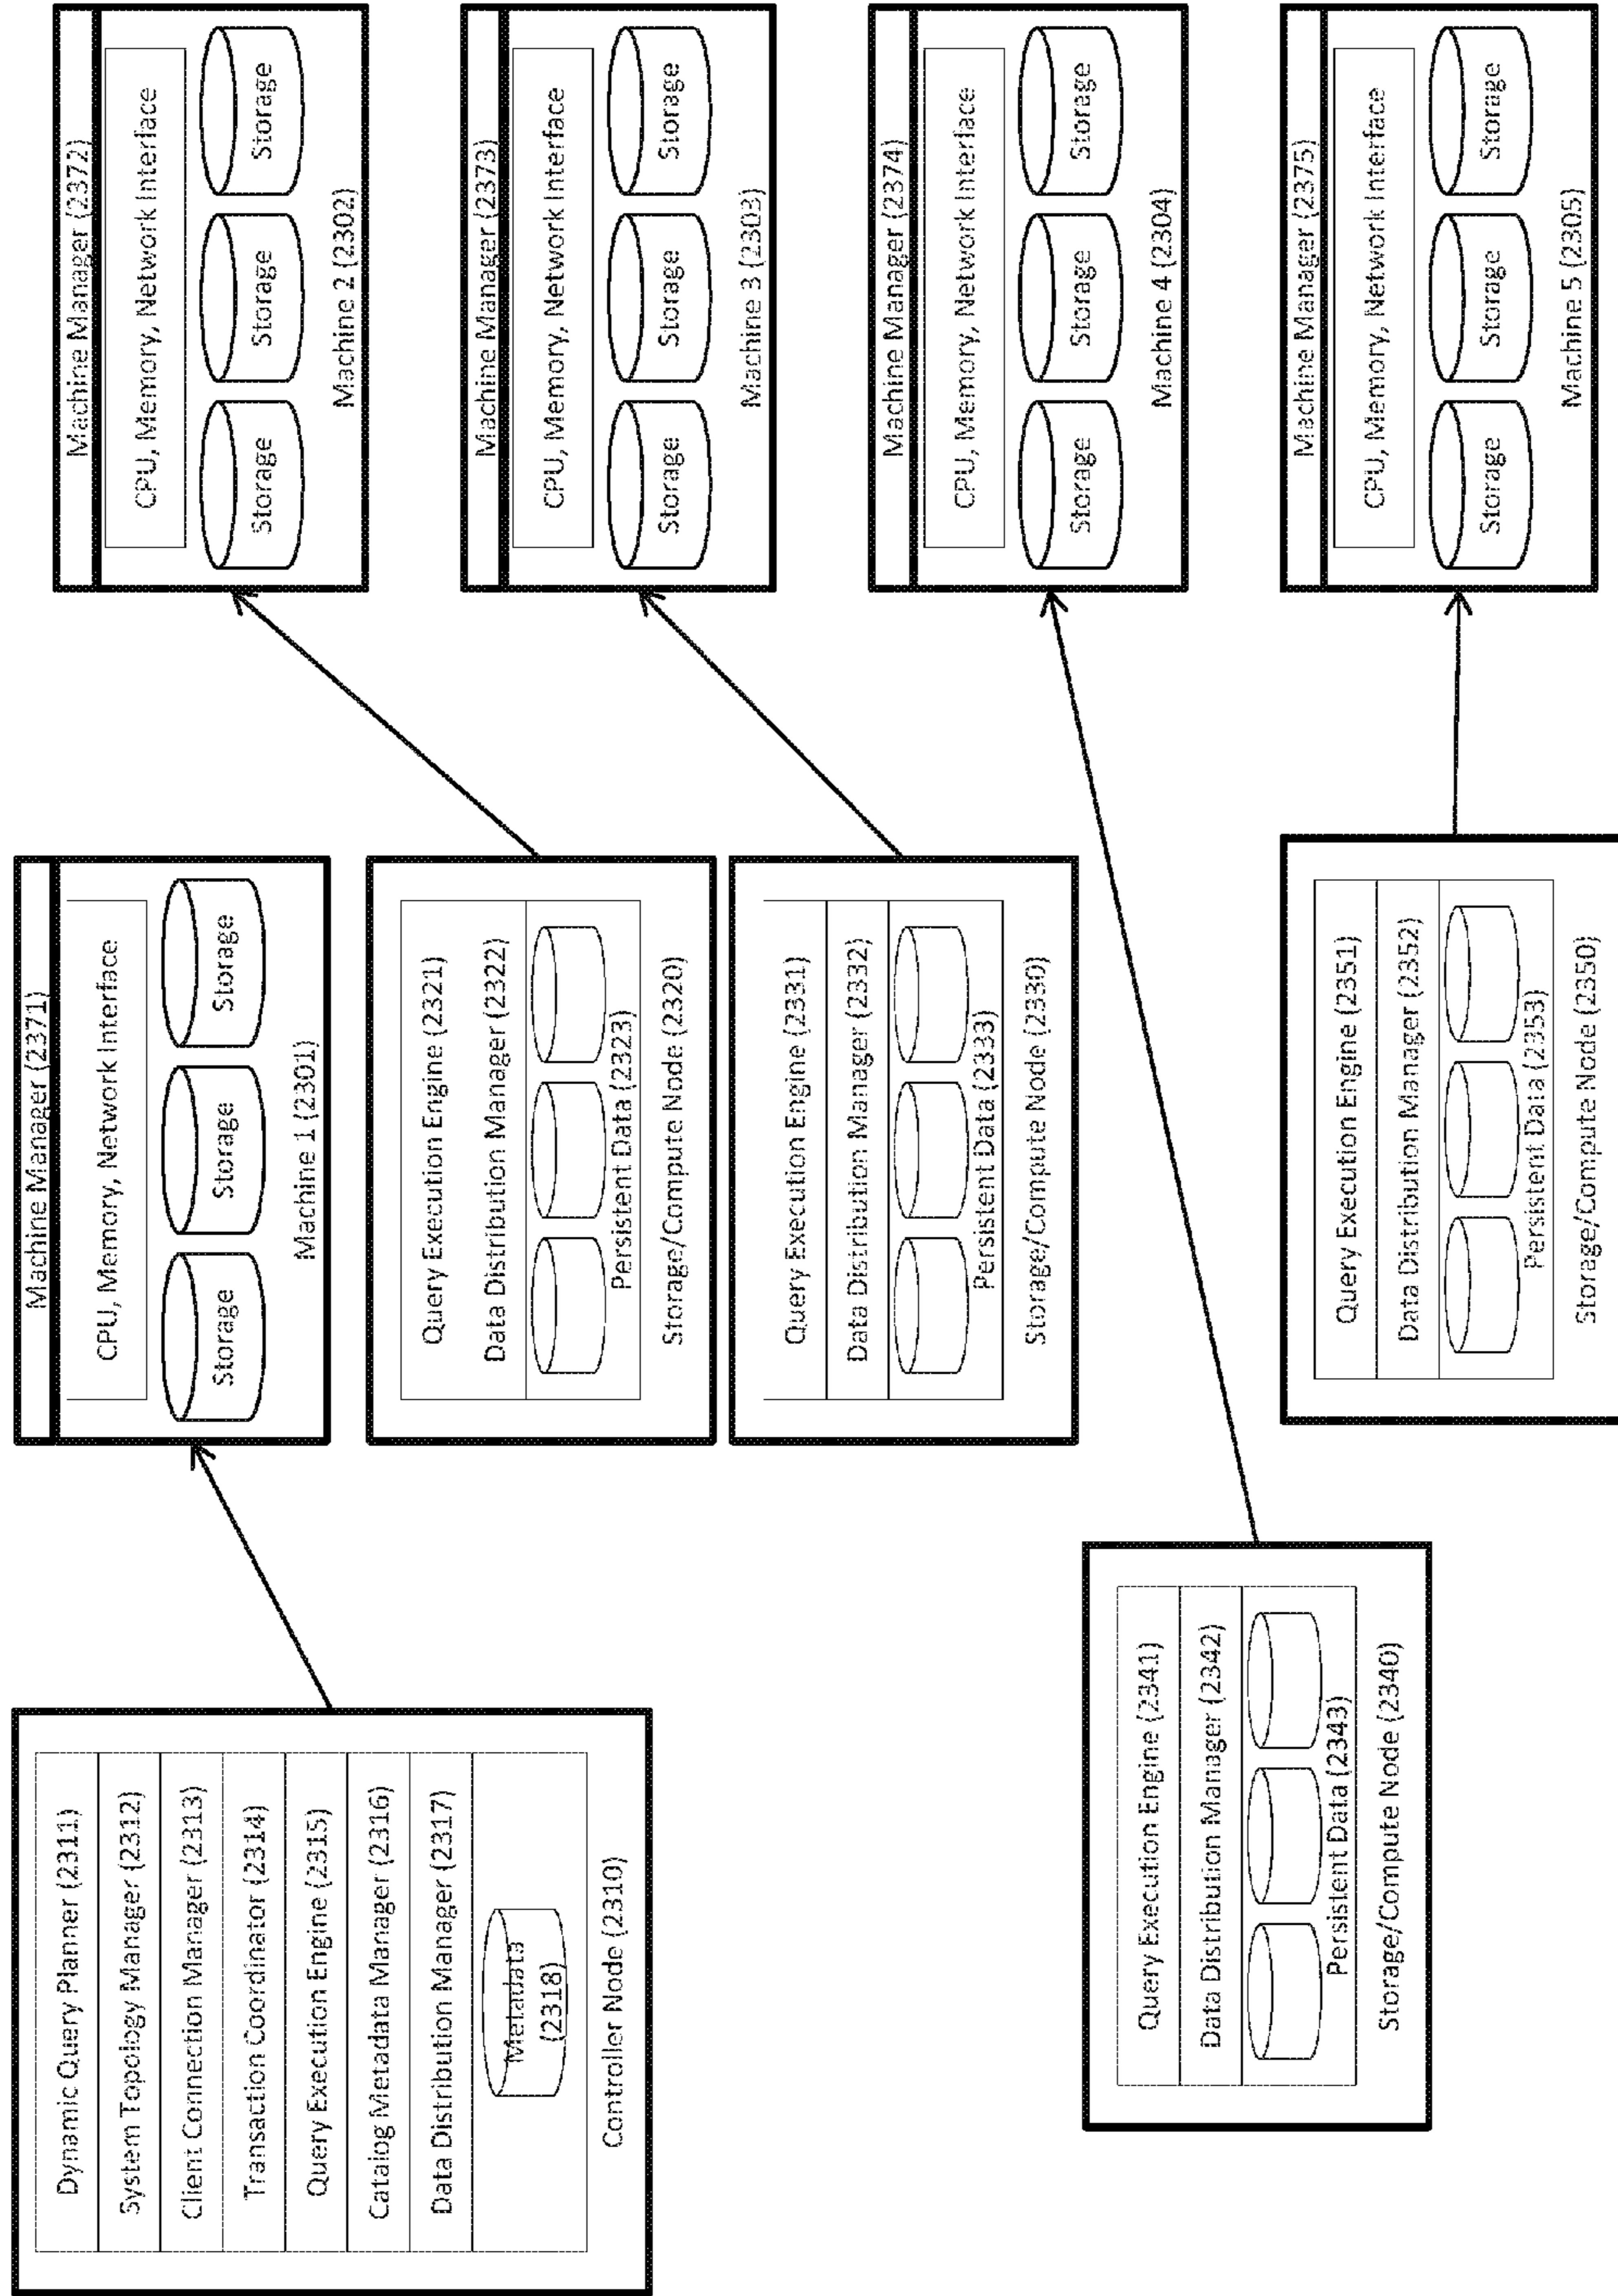 Dynamic Query Planner (2311)
System Topology Manager (2312)
Client Connection Manager (2313)
Transaction Coordinator (2314)
Query Execution Engine (2315)
Catalog Metadata Manager (2316)
Data Distribution Manager (2317)
Metadata
(2318)
Controller Node (2310)
Machine Manager (2371)
CPU, Memory, Network Interface
Storage
Storage
Storage
Machine 1 (2301)
Machine Manager (2372)
CPU, Memory, Network Interface
Storage
Storage
Storage
Machine 2 (2302)
Query Execution Engine (2321)
Data Distribution Manager (2322)
Persistent Data (2323)
Storage/Compute Node (2320)
Machine Manager (2373)
CPU, Memory, Network Interface
Storage
Storage
Storage
Machine 3 (2303)
Query Execution Engine (2331)
Data Distribution Manager (2332)
Persistent Data (2333)
Storage/Compute Node (2330)
Machine Manager (2374)
CPU, Memory, Network Interface
Storage
Storage
Storage
Machine 4 (2304)
Query Execution Engine (2341)
Data Distribution Manager (2342)
Persistent Data (2343)
Storage/Compute Node (2340)
Query Execution Engine (2351)
Data Distribution Manager (2352)
Persistent Data (2353)
Storage/Compute Node (2350)
Machine Manager (2375)
CPU, Memory, Network Interface
Storage
Storage
Storage
Machine 5 (2305)